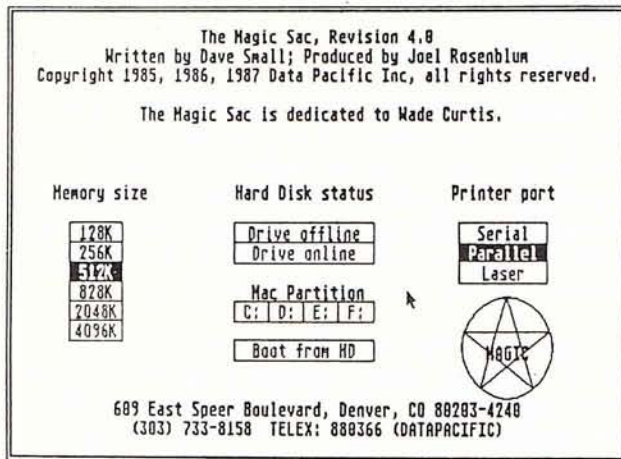 The Magic Sac, Revision 4.0
Written by Dave Small; Produced by Joel Rosenblum
Copyright 1985, 1986, 1987 Data Pacific Inc, all rights reserved.
The Magic Sac is dedicated to Wade Curtis.
Memory size
128K
256K
512K
828K
2048K
4096K
Hard Disk status
Drive offline
Drive online
Mac Partition
C: D: E: F:
Boot from HD
Printer port
Serial
Parallel
Laser
MAGIC
609 East Speer Boulevard, Denver, CO 80203-4240
(303) 733-8158 TELEX: 880366 (DATAPACIFIC)